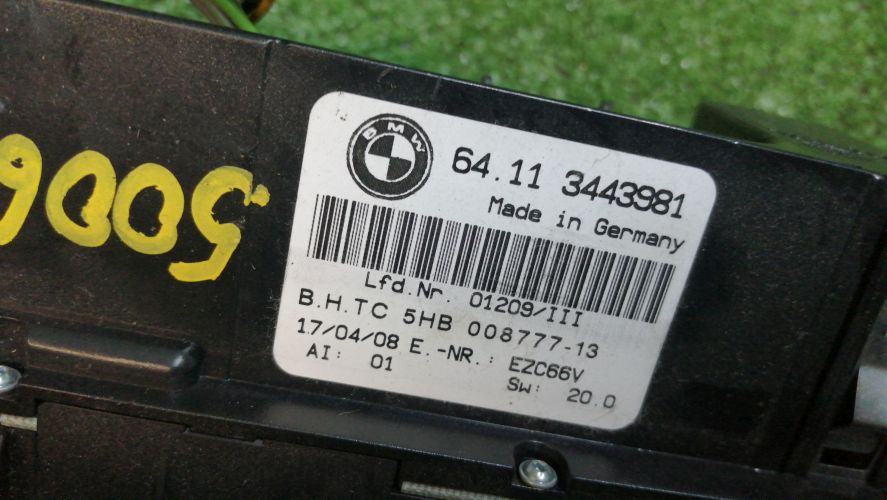 BMW
64.11 3443981
Made in Germany
Lfd.Nr. 01209/III
B.H.TC 5HB 008777-13
17/04/08 E.-NR.: EZC66V
AI: 01 SW: 20.0